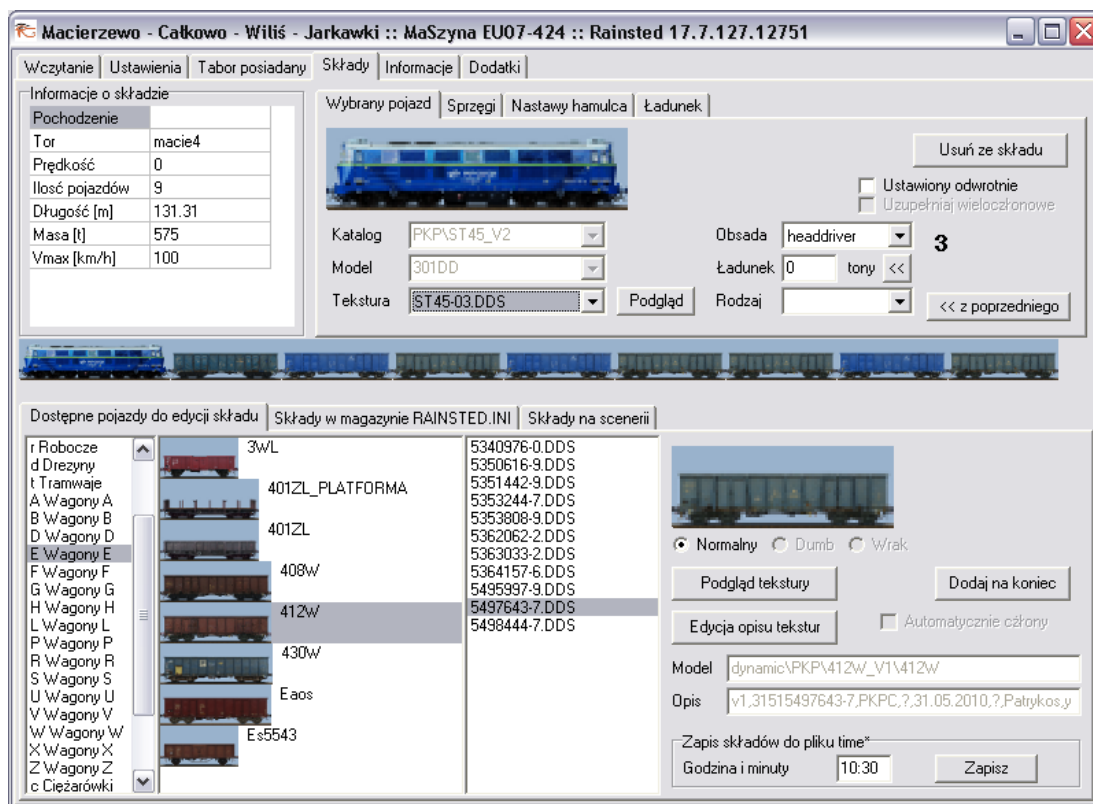 Macierzewo - Całkowo - Wiliś - Jarkawki :: MaSzyna EU07-424 :: Rainsted 17.7.127.12751
Wczytanie Ustawienia Tabor posiadany Składy Informacje Dodatki
Informacje o składzie
Pochodzenie
Tor macie4
Prędkość 0
Ilosć pojazdów 9
Długość [m] 131.31
Masa [t] 575
Vmax [km/h] 100
Wybrany pojazd Sprzęgi Nastawy hamulca Ładunek
Usuń ze składu
Ustawiony odwrotnie
Uzupełniaj wieloczłonowe
Katalog PKP\ST45_V2
Obsada headdriver 3
Model 301DD
Ładunek 0 tony <<
Tekstura ST45-03.DDS Podgląd
Rodzaj << z poprzedniego
Dostępne pojazdy do edycji składu Składy w magazynie RAINSTED.INI Składy na scenerii
r Robocze
d Drezyny
t Tramwaje
A Wagony A
B Wagony B
D Wagony D
E Wagony E
F Wagony F
G Wagony G
H Wagony H
L Wagony L
P Wagony P
R Wagony R
S Wagony S
U Wagony U
V Wagony V
W Wagony W
X Wagony X
Z Wagony Z
c Ciężarówki
3WL
401ZL_PLATFORMA
401ZL
408W
412W
430W
Eaos
Es5543
5340976-0.DDS
5350616-9.DDS
5351442-9.DDS
5353244-7.DDS
5353808-9.DDS
5362062-2.DDS
5363033-2.DDS
5364157-6.DDS
5495997-9.DDS
5497643-7.DDS
5498444-7.DDS
Normalny Dumb Wrak
Podgląd tekstury Dodaj na koniec
Edycja opisu tekstur Automatycznie człony
Model dynamic\PKP\412W_V1\412W
Opis v1,31515497643-7,PKPC,?,31.05.2010,?,Patrykos,y
Zapis składów do pliku time*
Godzina i minuty 10:30 Zapisz